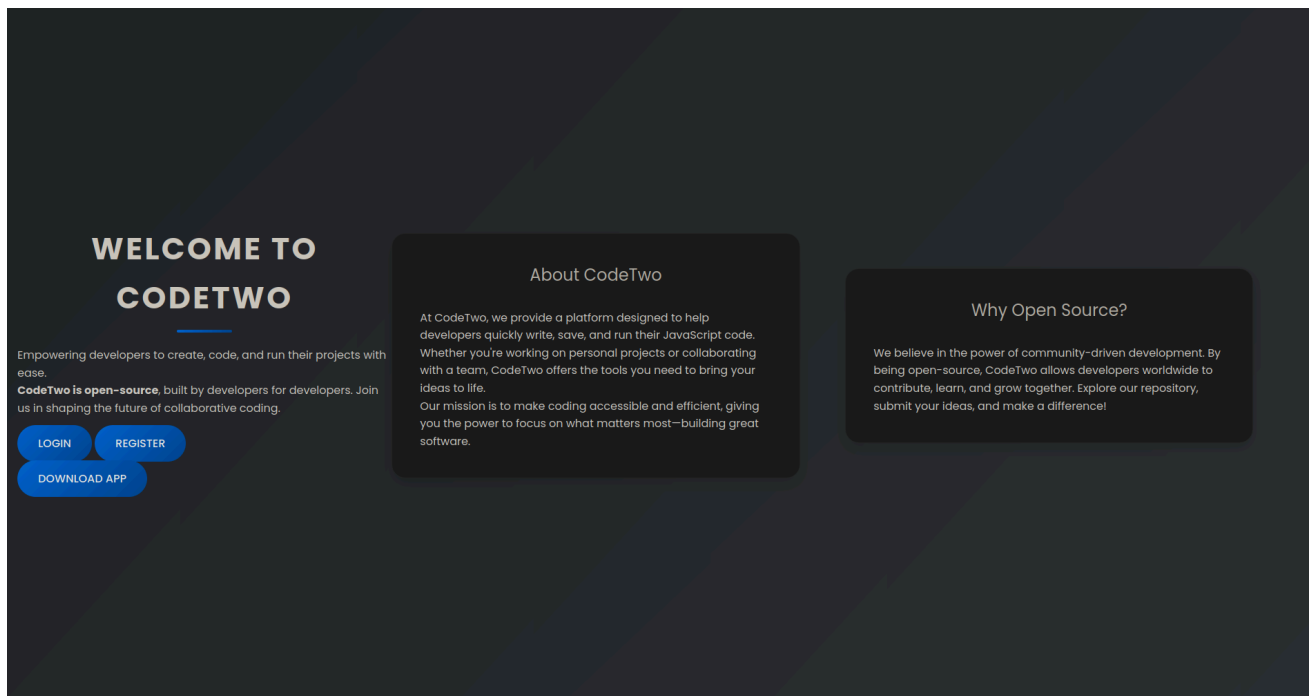 WELCOME TO
CODETWO
Empowering developers to create, code, and run their projects with
ease.
CodeTwo is open-source, built by developers for developers. Join
us in shaping the future of collaborative coding.
LOGIN
REGISTER
DOWNLOAD APP
About CodeTwo
At CodeTwo, we provide a platform designed to help
developers quickly write, save, and run their JavaScript code.
Whether you're working on personal projects or collaborating
with a team, CodeTwo offers the tools you need to bring your
ideas to life.
Our mission is to make coding accessible and efficient, giving
you the power to focus on what matters most—building great
software.
Why Open Source?
We believe in the power of community-driven development. By
being open-source, CodeTwo allows developers worldwide to
contribute, learn, and grow together. Explore our repository,
submit your ideas, and make a difference!